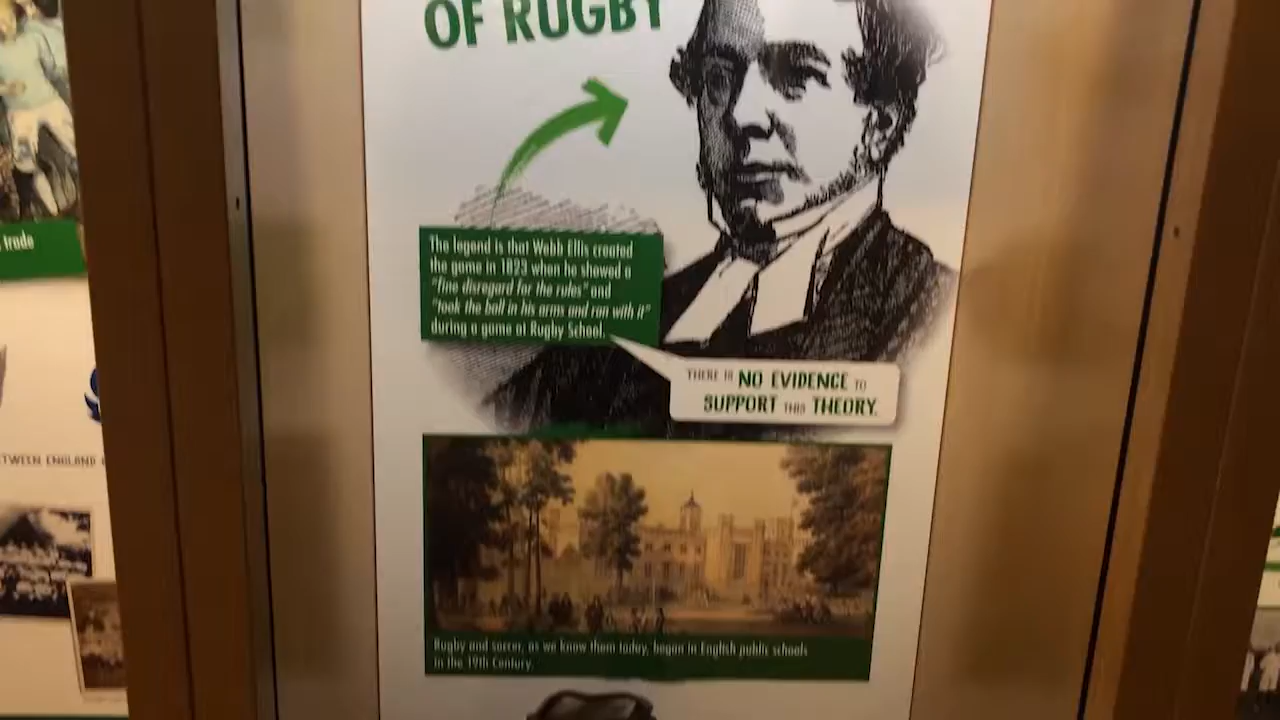 OF RUGBY
The legend is that Webb Ellis created
the game in 1823 when he showed a
"fine disregard for the rules" and
"took the ball in his arms and ran with it"
during a game at Rugby School.
THERE IS NO EVIDENCE TO
SUPPORT THIS THEORY.
Rugby and soccer, as we know them today, began in English public schools
in the 19th Century.
trade
ETWEEN ENGLAND